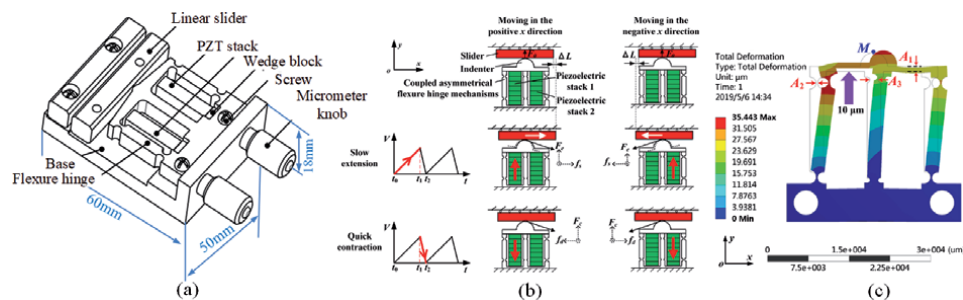 Linear slider
PZT stack
Wedge block
Screw
Micrometer
knob
Base
Flexure hinge
18mm
60mm
50mm
(a)
Moving in the
positive x direction
Moving in the
negative x direction
y
x
o
Slider
Indenter
Coupled asymmetrical
flexure hinge mechanisms
Piezoelectric
stack 1
Piezoelectric
stack 2
ΔL
ΔL
Slow
extension
V
t0 t1 t2 t
Fc
fs
fs
Fc
Quick
contraction
V
t0 t1 t2 t
Fc
fd
Fc
fd
(b)
Total Deformation
Type: Total Deformation
Unit: μm
Time: 1
2019/5/6 14:34
35.443 Max
31.505
27.567
23.629
19.691
15.753
11.814
7.8763
3.9381
0 Min
M
A1
A2
A3
10 μm
y
x
o
0 1.5e+004 3e+004 (um)
7.5e+003 2.25e+004
(c)